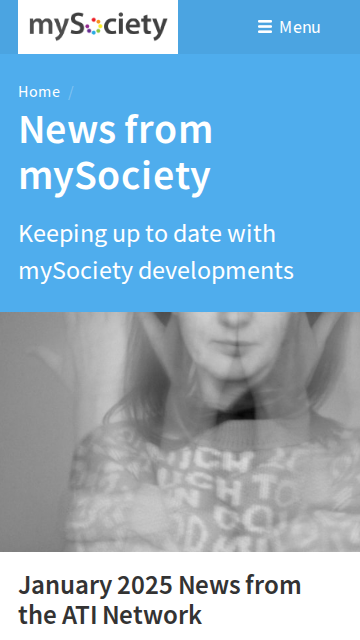 mySociety
Menu
Home /
News from
mySociety
Keeping up to date with
mySociety developments
January 2025 News from
the ATI Network